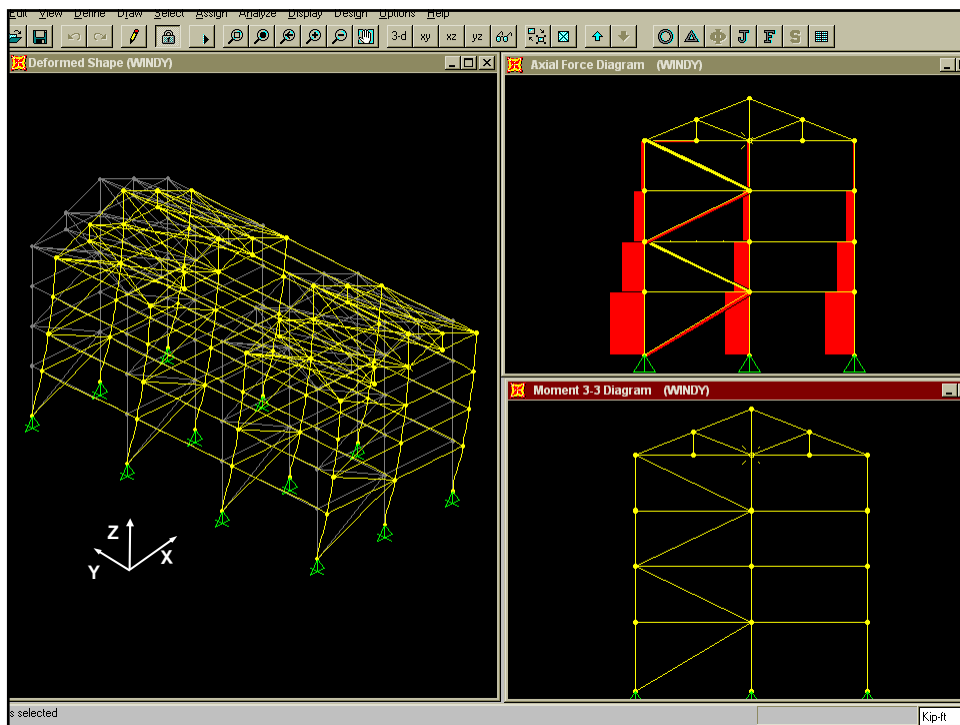 Edit View Define Draw Select Assign Analyze Display Design Options Help
3-d xy xz yz J F S
Deformed Shape (WINDY)
Axial Force Diagram (WINDY)
Moment 3-3 Diagram (WINDY)
Z
Y X
s selected
Kip-ft